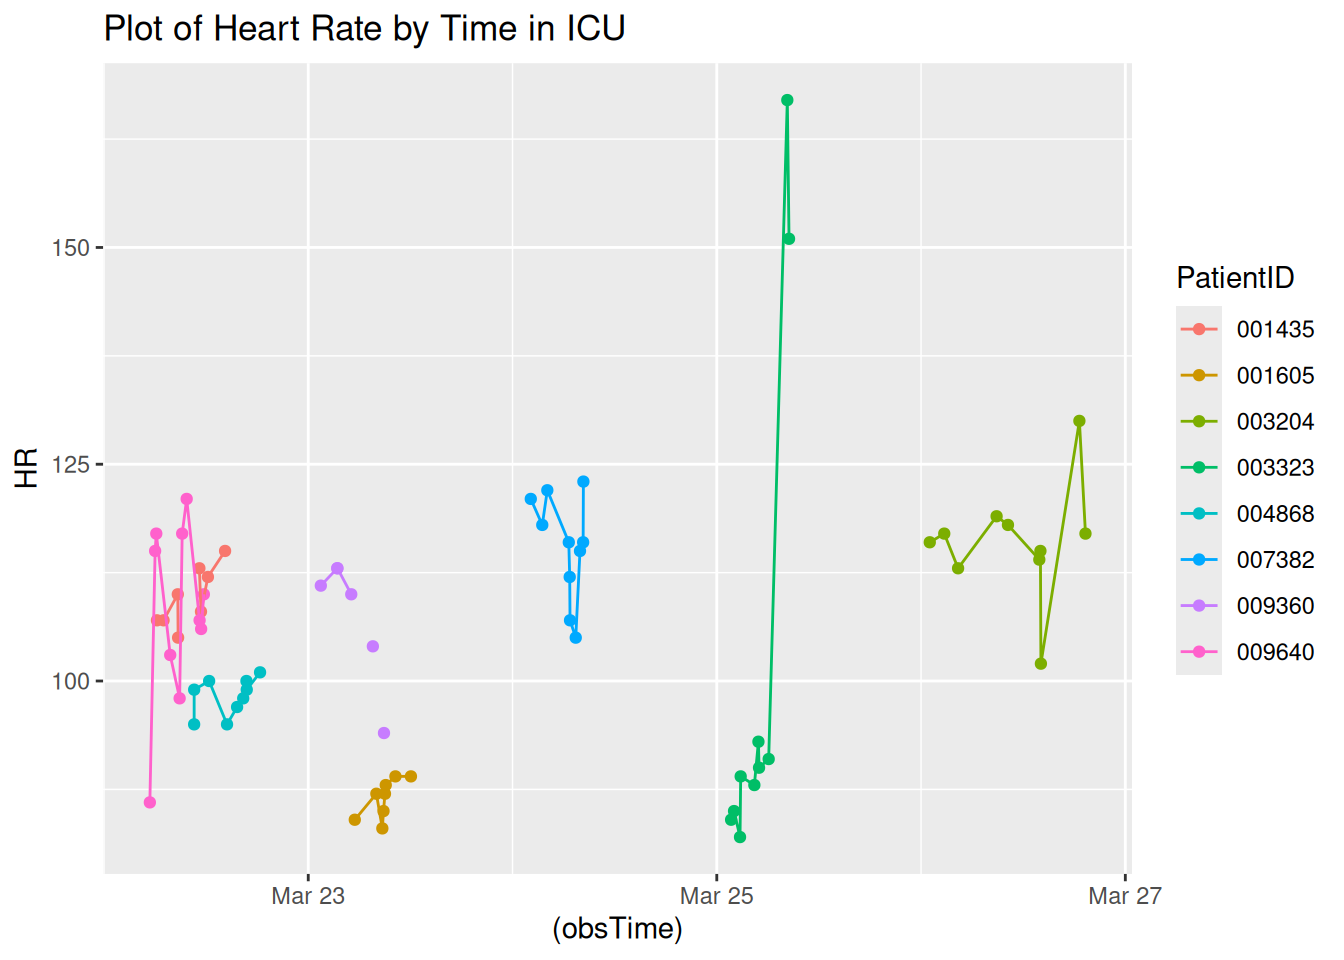 Plot of Heart Rate by Time in ICU
HR
150
125
100
Mar 23
Mar 25
Mar 27
(obsTime)
PatientID
001435
001605
003204
003323
004868
007382
009360
009640